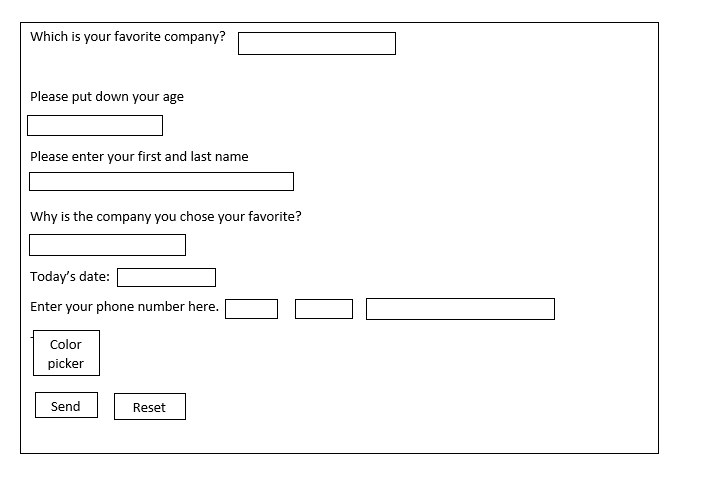 Which is your favorite company?
Please put down your age
Please enter your first and last name
Why is the company you chose your favorite?
Today’s date:
Enter your phone number here.
Color
picker
Send Reset